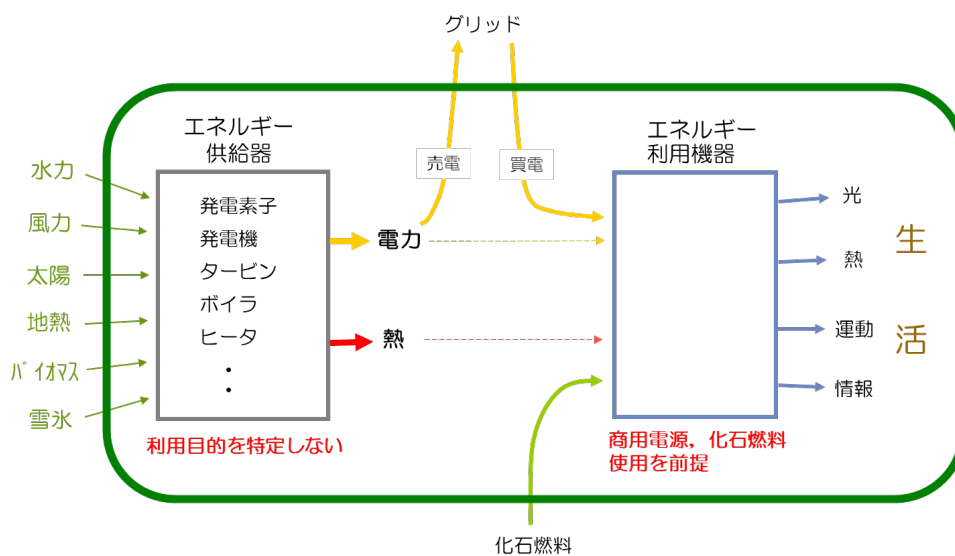 グリッド
エネルギー
供給器
エネルギー
利用機器
売電
買電
水力
風力
太陽
地熱
バイオマス
雪氷
発電素子
発電機
タービン
ボイラ
ヒータ
・
・
電力
熱
光
熱
運動
情報
生
活
利用目的を特定しない
商用電源，化石燃料
使用を前提
化石燃料